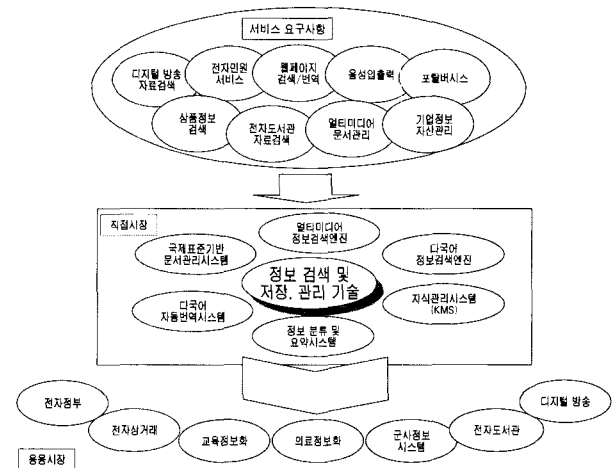 서비스 요구사항
디지털 방송
자료검색
전자민원
서비스
웹페이지
검색/번역
음성입출력
포탈버시스
상품정보
검색
전자도서관
자료검색
멀티미디어
문서관리
기업정보
자산관리
직접시장
멀티미디어
정보검색엔진
국제표준기반
문서관리시스템
다국어
정보검색엔진
정보 검색 및
저장, 관리 기술
다국어
자동번역시스템
지식관리시스템
(KMS)
정보 분류 및
요약시스템
전자정부
디지털 방송
전자상거래
교육정보화
의료정보화
군사정보
시스템
전자도서관
응용시장